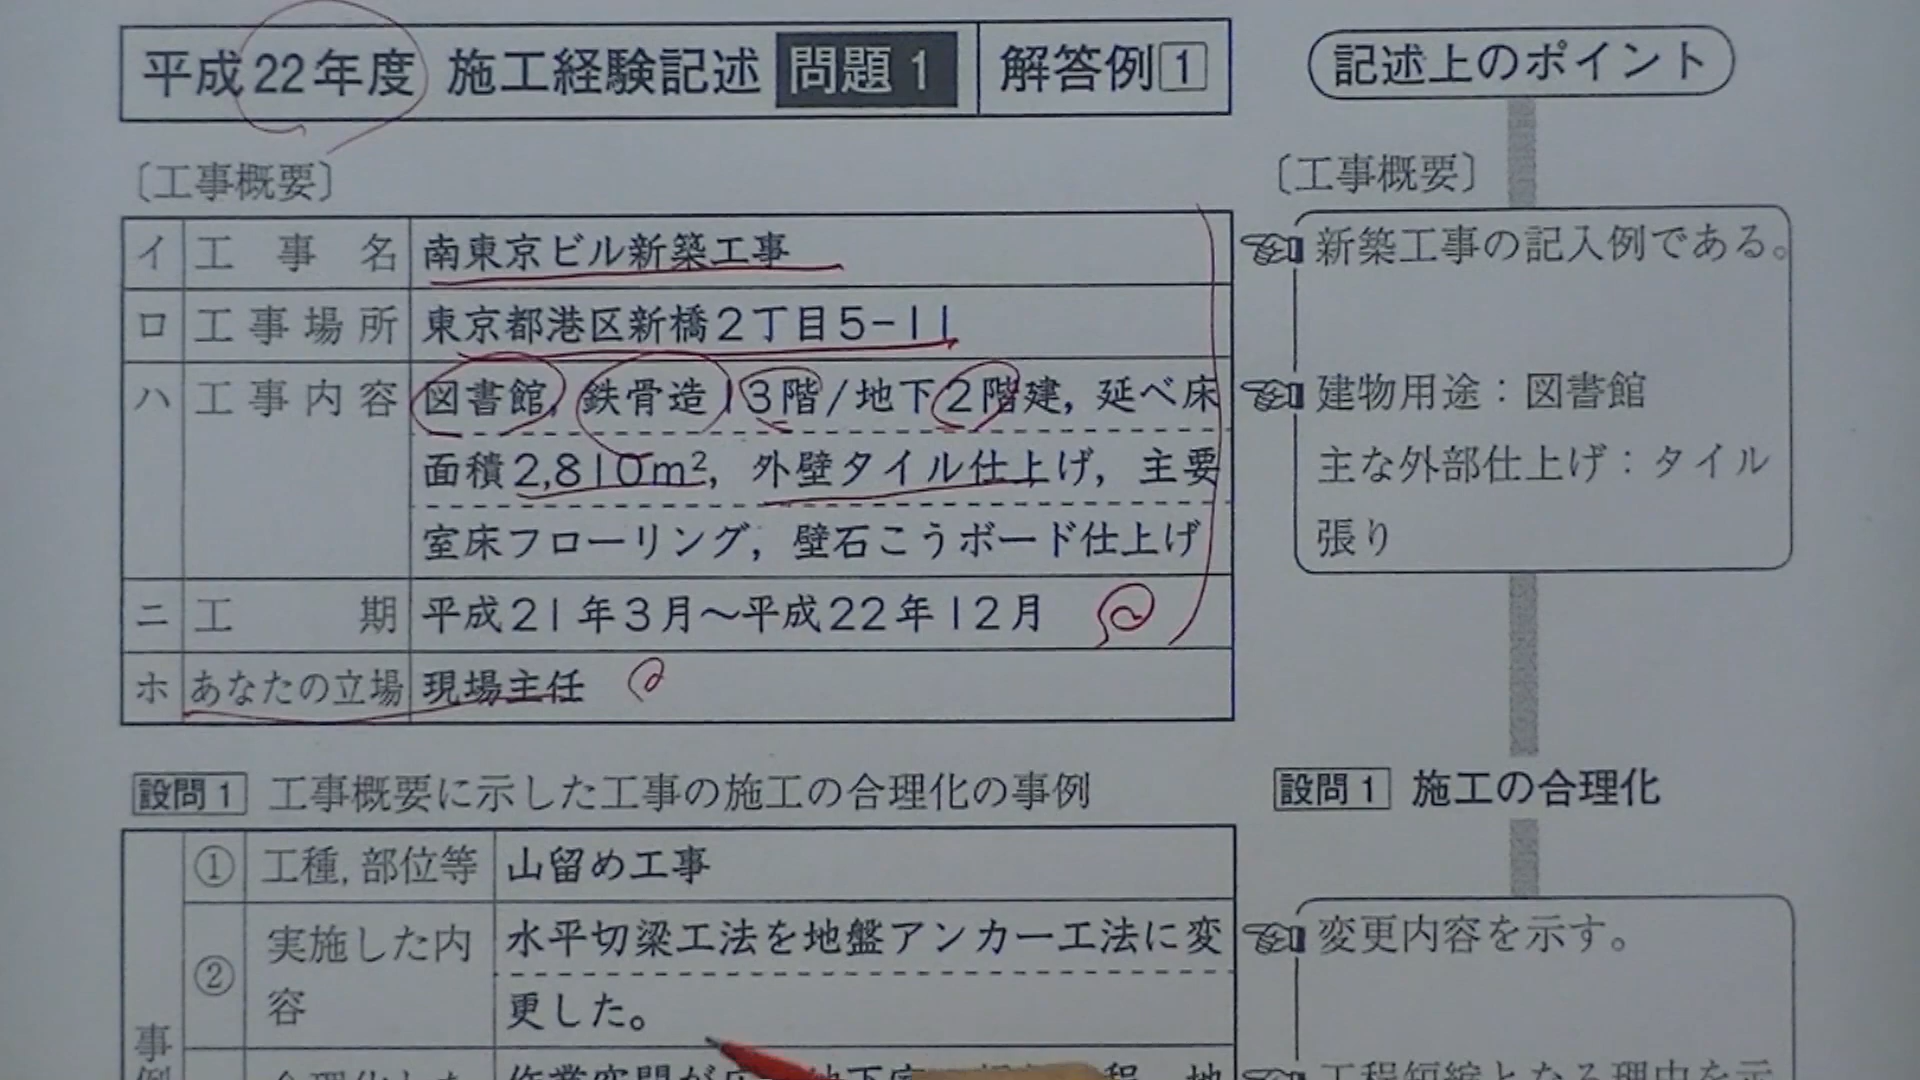 平成22年度 施工経験記述 問題1 解答例1
記述上のポイント
〔工事概要〕
イ 工事名 南東京ビル新築工事
ロ 工事場所 東京都港区新橋2丁目5-11
ハ 工事内容 図書館,鉄骨造13階/地下2階建,延べ床
面積2,810m²,外壁タイル仕上げ,主要
室床フローリング,壁石こうボード仕上げ
ニ 工期 平成21年3月~平成22年12月
ホ あなたの立場 現場主任
〔工事概要〕
新築工事の記入例である。
建物用途:図書館
主な外部仕上げ:タイル
張り
設問1 工事概要に示した工事の施工の合理化の事例
事例
① 工種,部位等 山留め工事
② 実施した内容 水平切梁工法を地盤アンカー工法に変
更した。
設問1 施工の合理化
変更内容を示す。
工程短縮となる理由を示